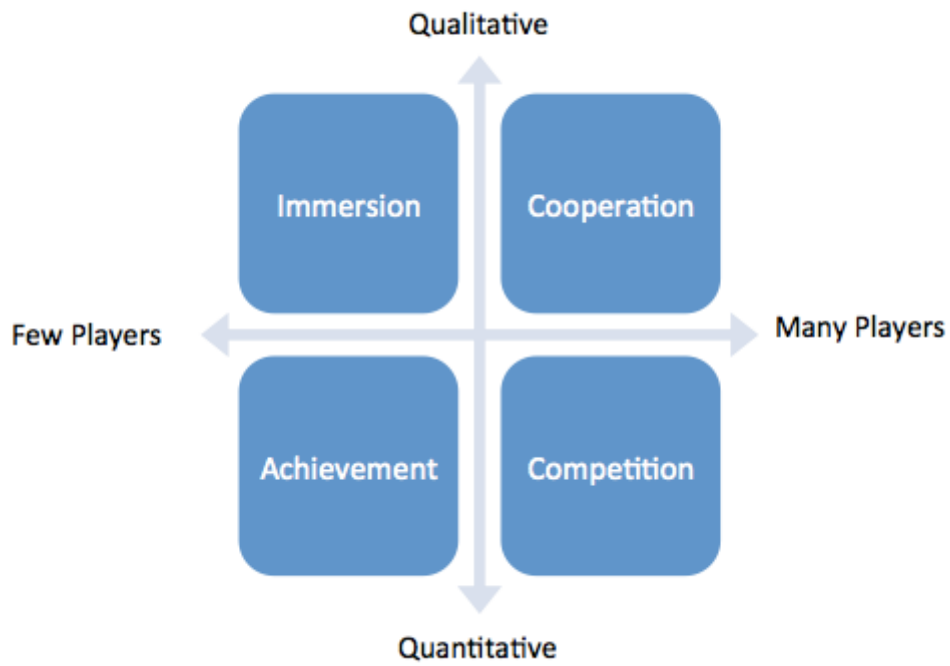 Qualitative
Immersion
Cooperation
Few Players
Many Players
Achievement
Competition
Quantitative